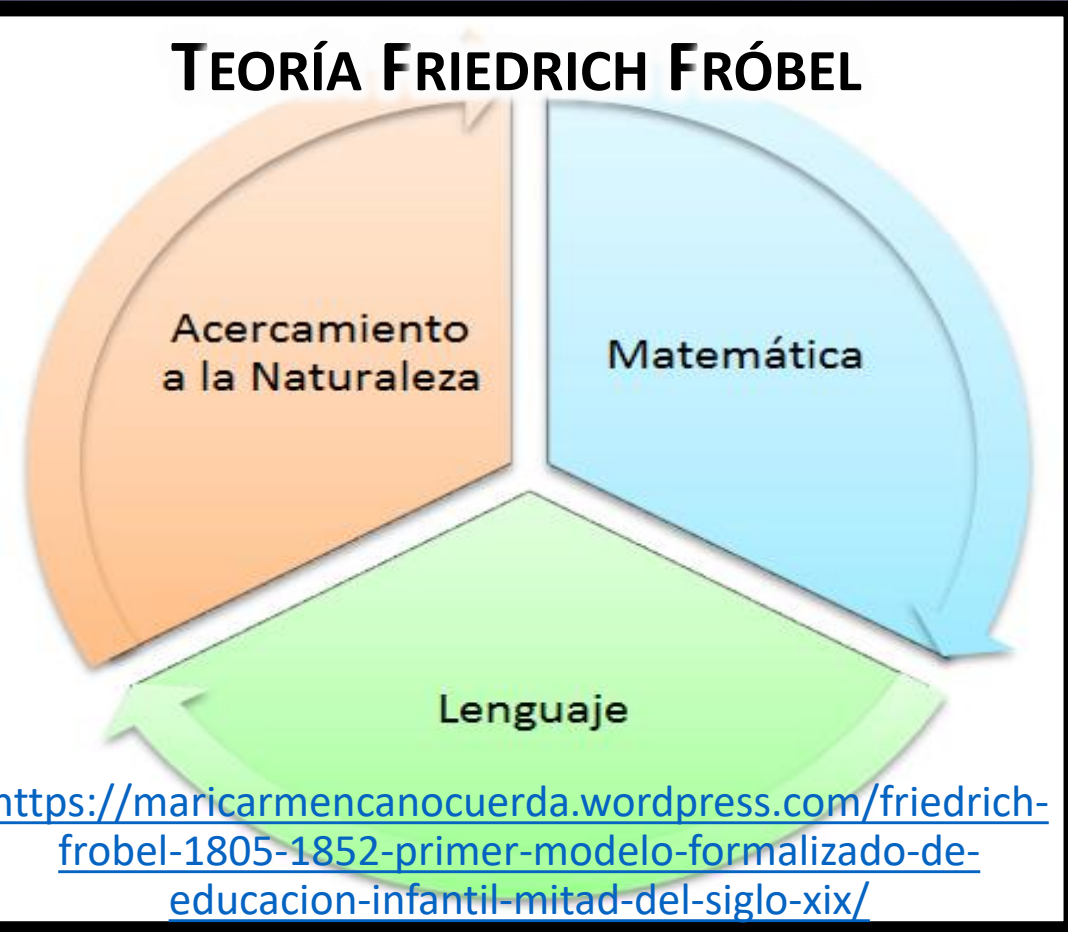 TEORÍA FRIEDRICH FRÓBEL
Acercamiento
a la Naturaleza
Matemática
Lenguaje
https://maricarmencanocuerda.wordpress.com/friedrich-
frobel-1805-1852-primer-modelo-formalizado-de-
educacion-infantil-mitad-del-siglo-xix/